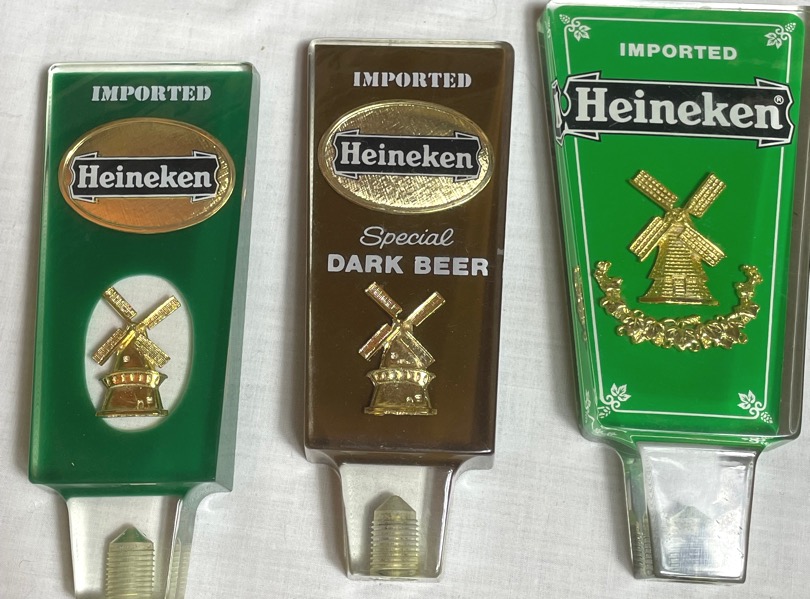 IMPORTED
Heineken
IMPORTED
Heineken
Special
DARK BEER
IMPORTED
Heineken®